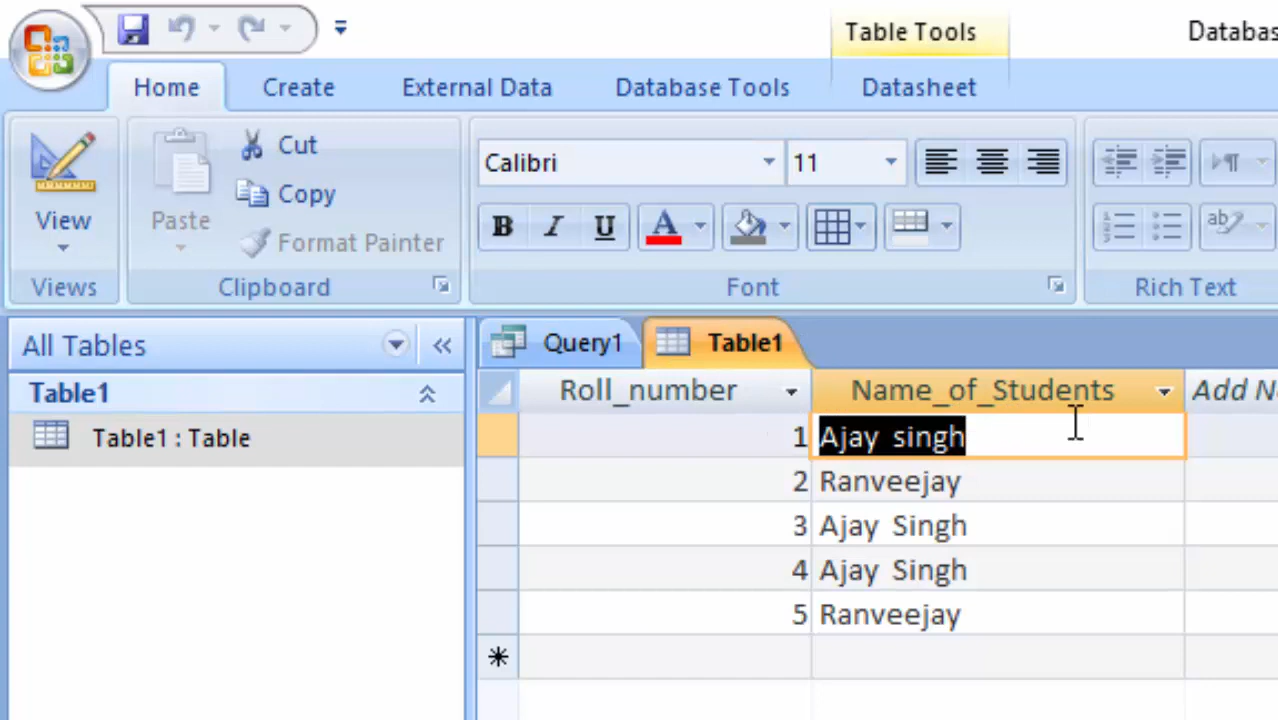 Table Tools
Databas
Home
Create
External Data
Database Tools
Datasheet
View
Views
Paste
Cut
Copy
Format Painter
Clipboard
Calibri
11
B I U A
Font
ab
Rich Text
All Tables
Query1
Table1
Table1
Table1 : Table
Roll_number Name_of_Students Add N
1 Ajay singh
2 Ranveejay
3 Ajay Singh
4 Ajay Singh
5 Ranveejay